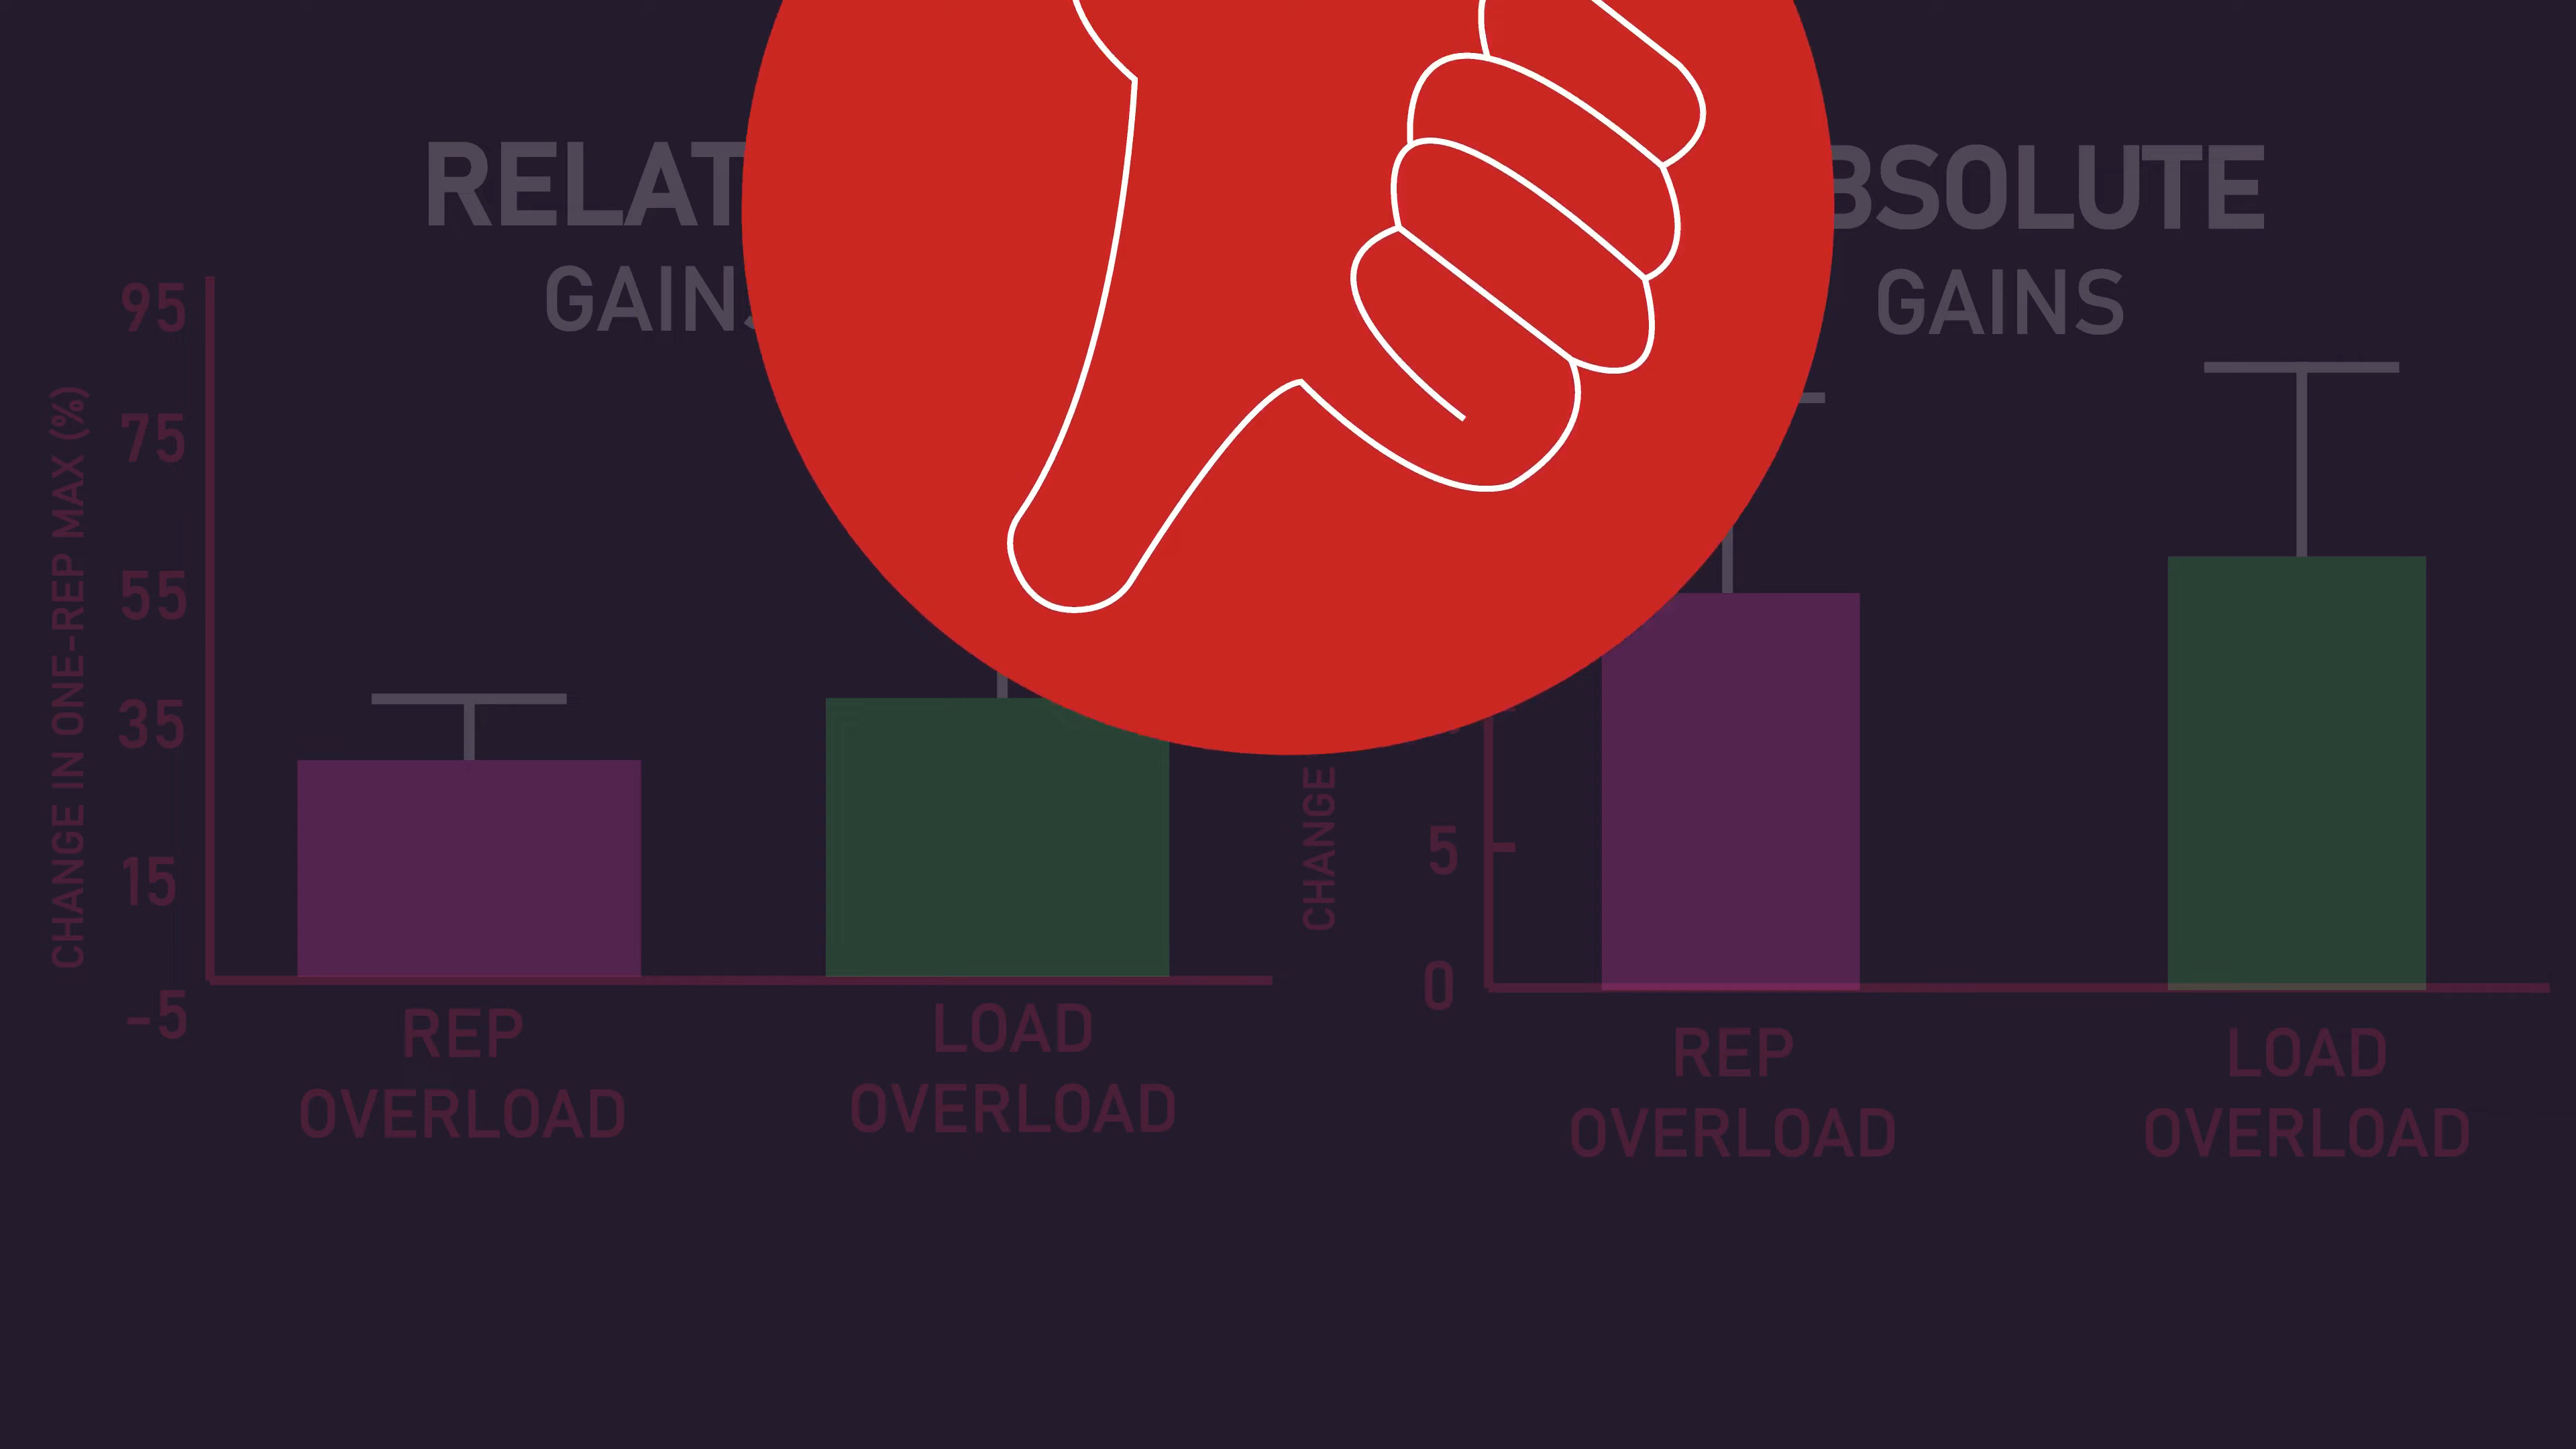 RELAT
GAINS
CHANGE IN ONE-REP MAX (%)
95
75
55
35
15
-5
REP
OVERLOAD
LOAD
OVERLOAD
BSOLUTE
GAINS
CHANGE
5
0
REP
OVERLOAD
LOAD
OVERLOAD